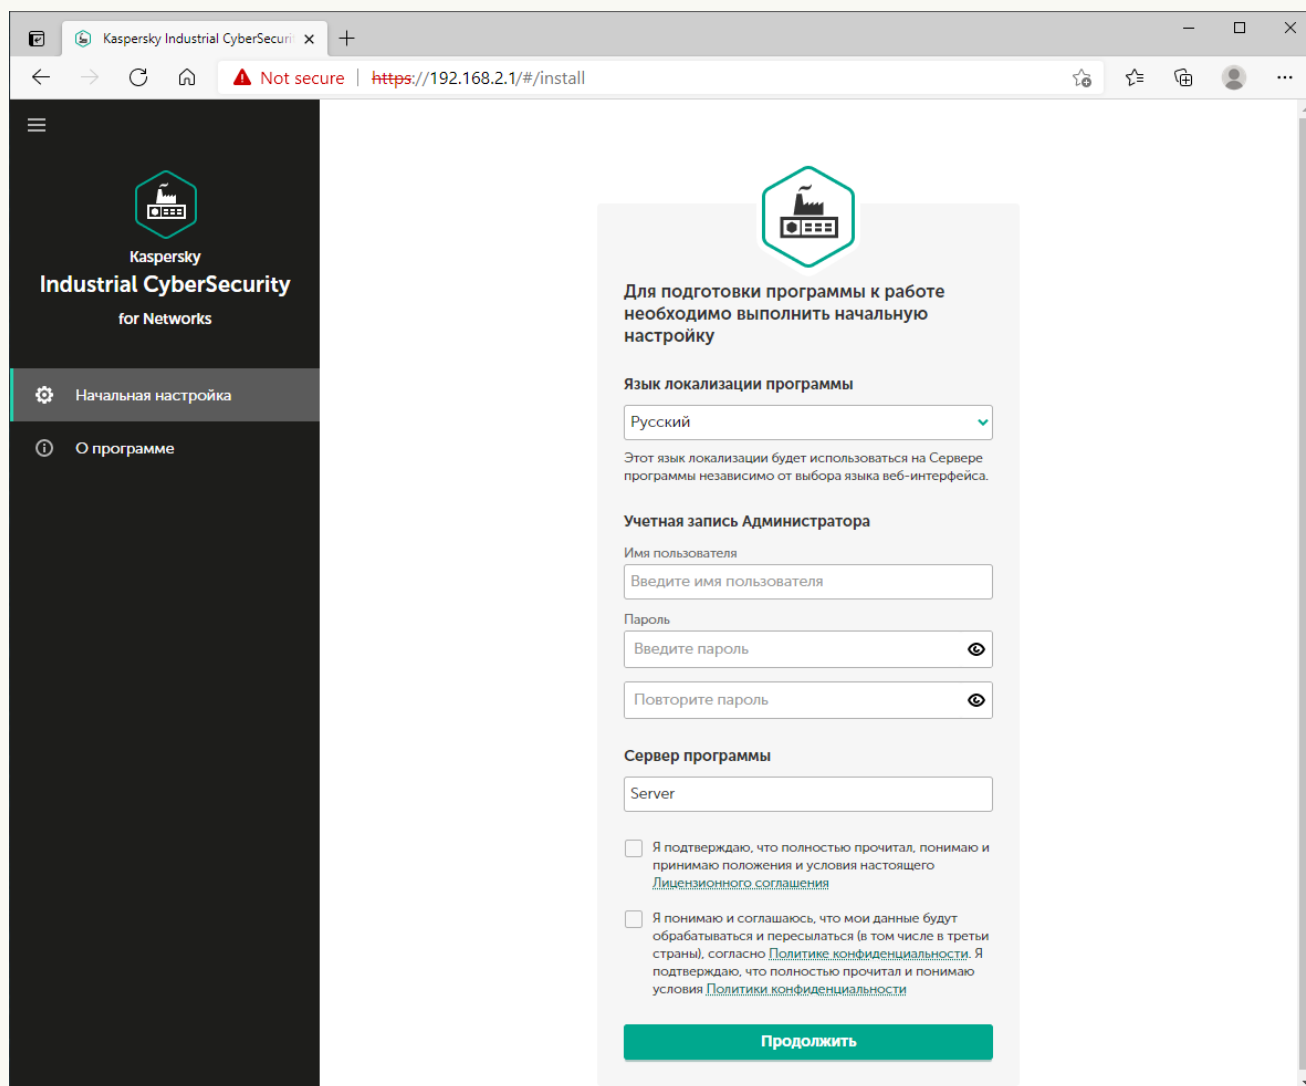 Kaspersky Industrial CyberSecuri
Not secure
https://192.168.2.1/#/install
Kaspersky
Industrial CyberSecurity
for Networks
Начальная настройка
О программе
Для подготовки программы к работе
необходимо выполнить начальную
настройку
Язык локализации программы
Русский
Этот язык локализации будет использоваться на Сервере
программы независимо от выбора языка веб-интерфейса.
Учетная запись Администратора
Имя пользователя
Введите имя пользователя
Пароль
Введите пароль
Повторите пароль
Сервер программы
Server
Я подтверждаю, что полностью прочитал, понимаю и
принимаю положения и условия настоящего
Лицензионного соглашения
Я понимаю и соглашаюсь, что мои данные будут
обрабатываться и пересылаться (в том числе в третьи
страны), согласно Политике конфиденциальности. Я
подтверждаю, что полностью прочитал и понимаю
условия Политики конфиденциальности
Продолжить